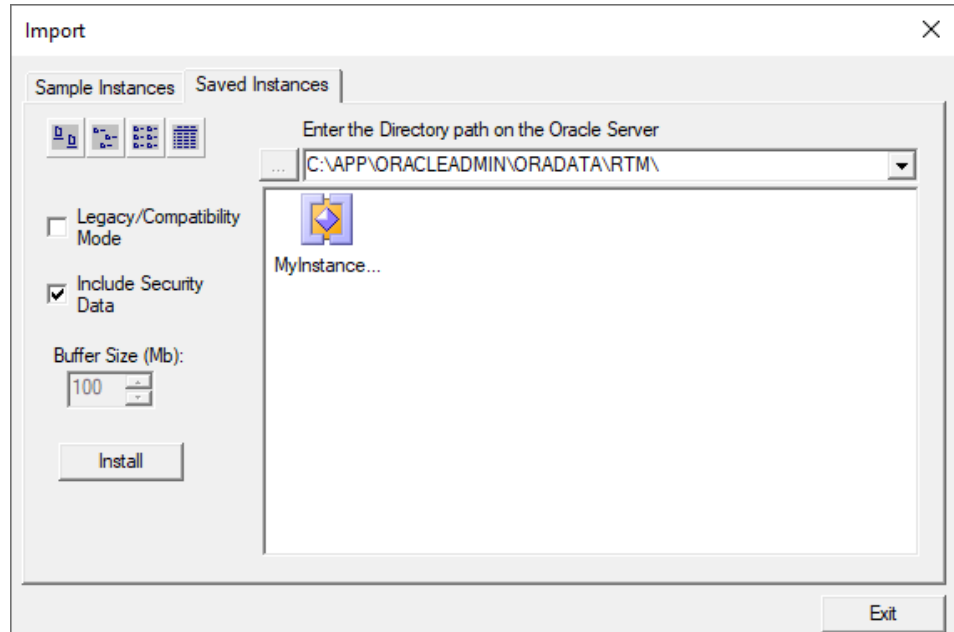 Import
Sample Instances
Saved Instances
Enter the Directory path on the Oracle Server
...
C:\APP\ORACLEADMIN\ORADATA\RTM\
Legacy/Compatibility
Mode
MyInstance...
Include Security
Data
Buffer Size (Mb):
100
Install
Exit